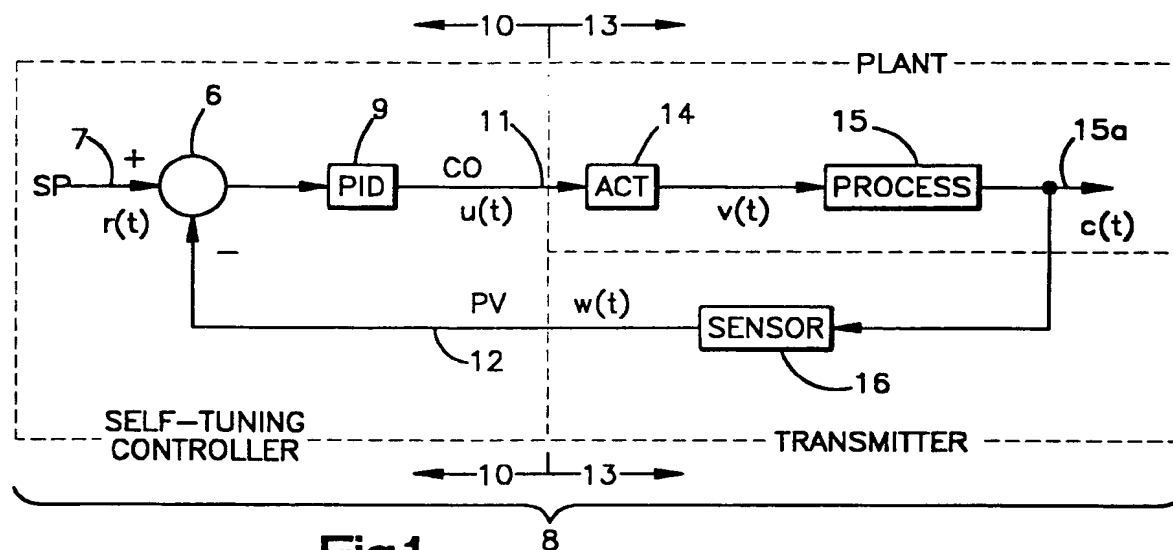 10 13
PLANT
6 9 11 14 15 15a
7
SP + PID CO ACT PROCESS
r(t) u(t) v(t) c(t)
−
PV w(t) SENSOR
12 16
SELF-TUNING
CONTROLLER
TRANSMITTER
10 13
8